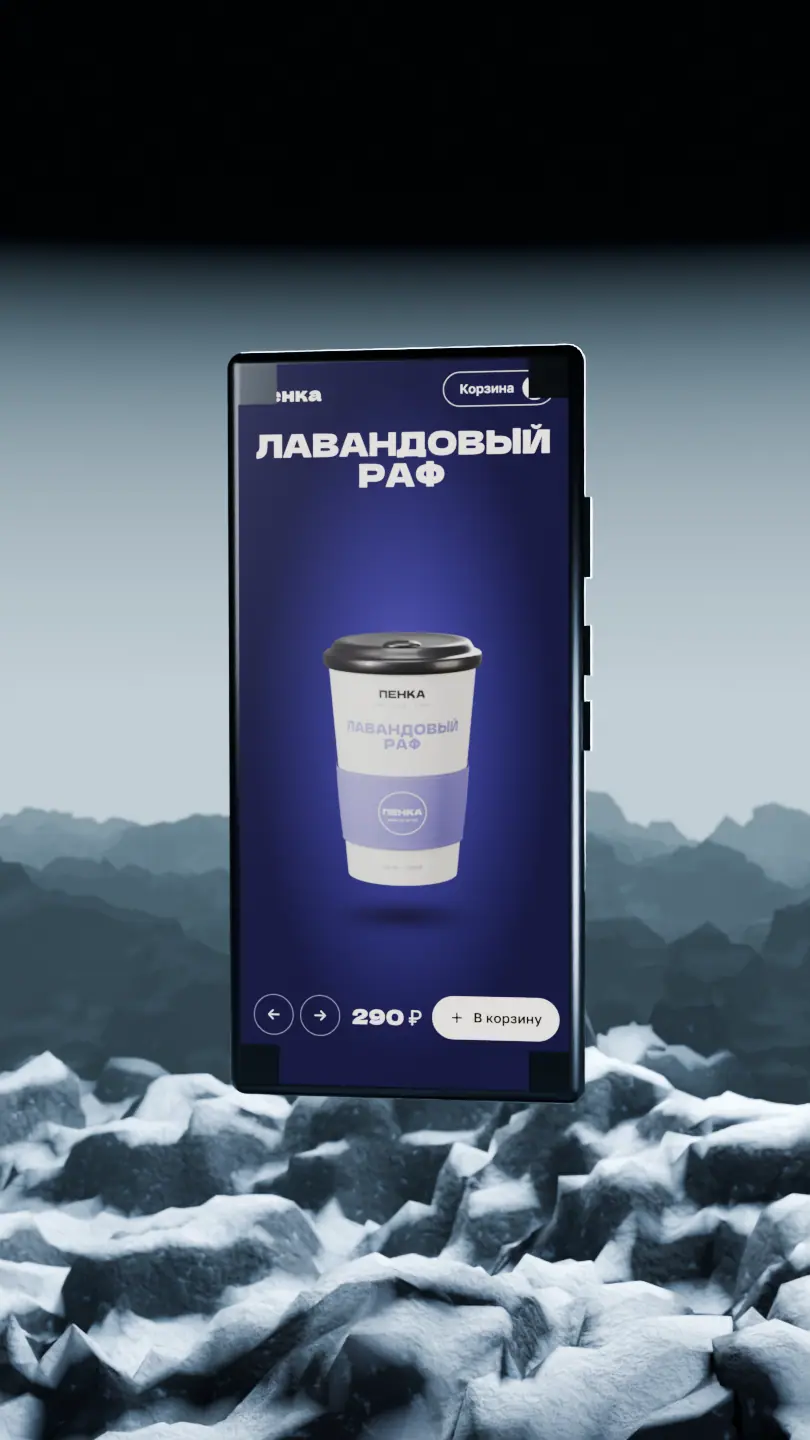 енка
Корзина
ЛАВАНДОВЫЙ
РАФ
ПЕНКА
ЛАВАНДОВЫЙ
РАФ
ПЕНКА
290 ₽
+ В корзину